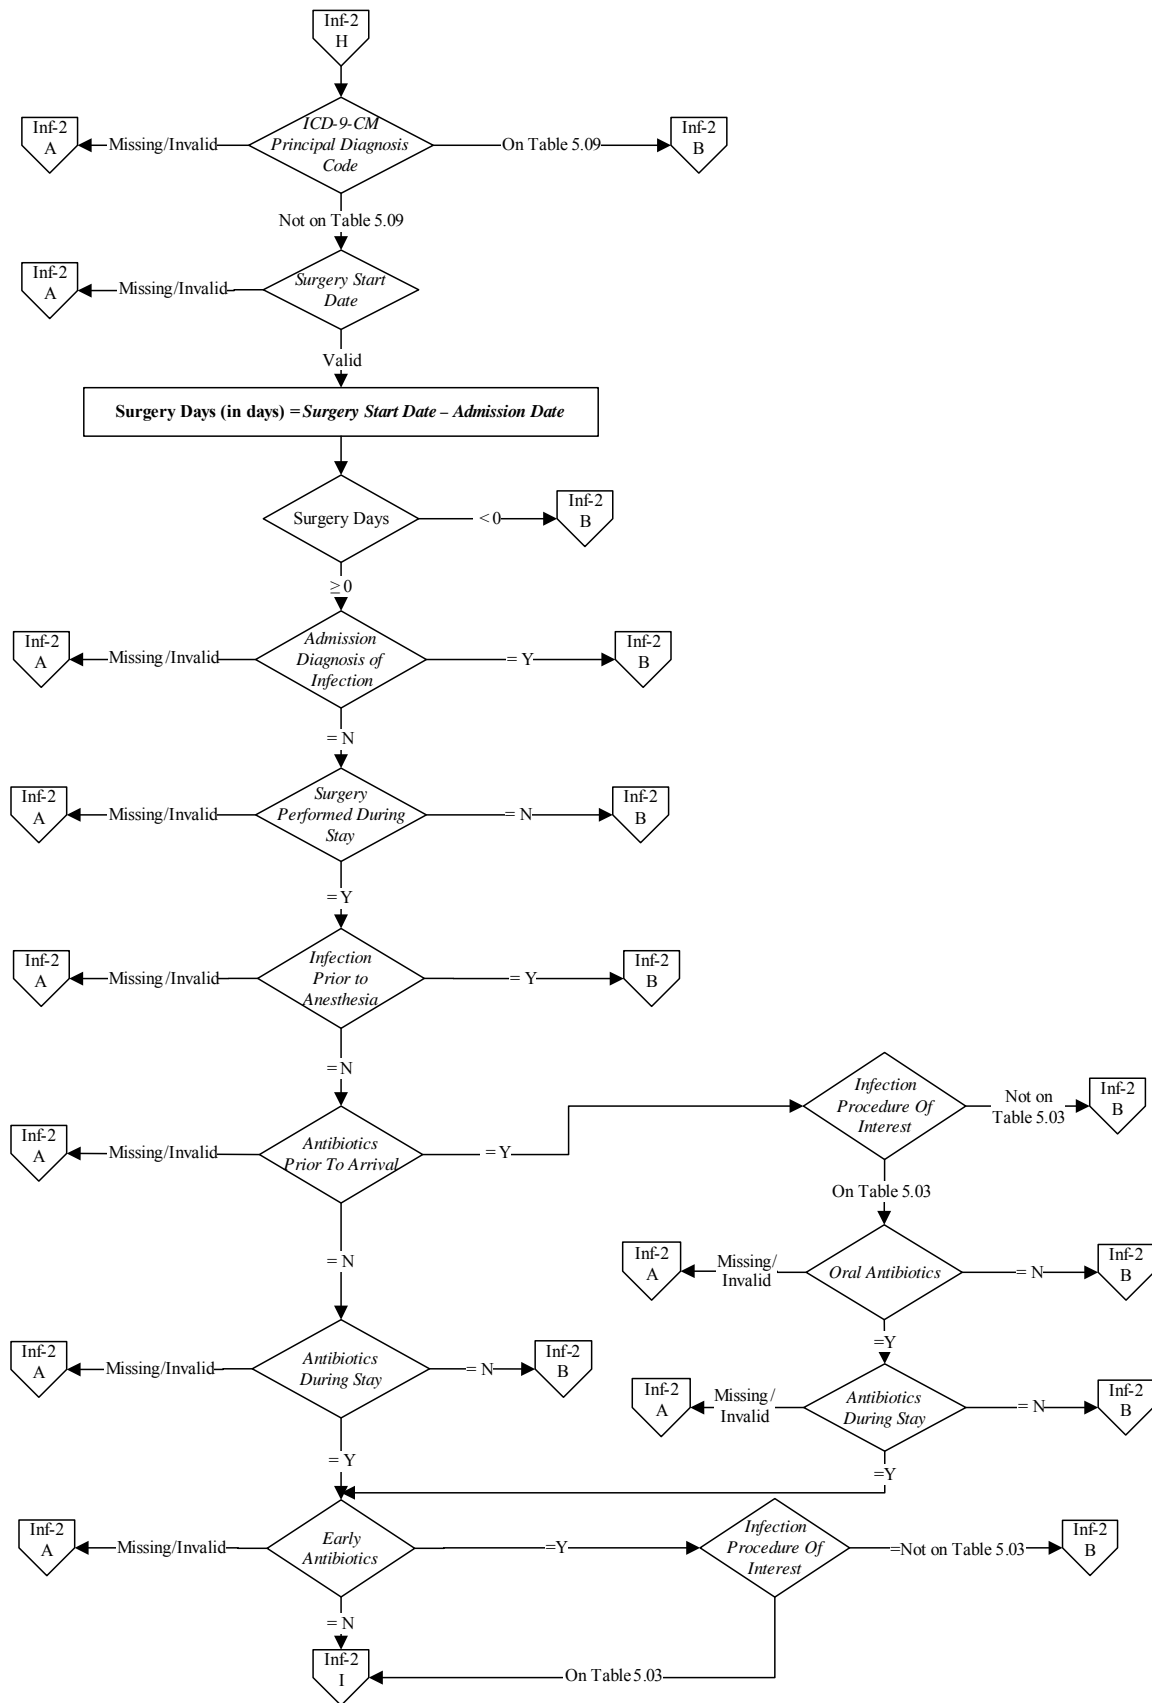 Inf-2
H
ICD-9-CM
Principal Diagnosis
Code
Inf-2
A
Missing/Invalid
On Table 5.09
Inf-2
B
Not on Table 5.09
Inf-2
A
Missing/Invalid
Surgery Start
Date
Valid
Surgery Days (in days) = Surgery Start Date – Admission Date
Surgery Days
< 0
Inf-2
B
≥ 0
Inf-2
A
Missing/Invalid
Admission
Diagnosis of
Infection
= Y
Inf-2
B
= N
Inf-2
A
Missing/Invalid
Surgery
Performed During
Stay
= N
Inf-2
B
= Y
Inf-2
A
Missing/Invalid
Infection
Prior to
Anesthesia
= Y
Inf-2
B
= N
Inf-2
A
Missing/Invalid
Antibiotics
Prior To Arrival
= Y
Infection
Procedure Of
Interest
Not on
Table 5.03
Inf-2
B
On Table 5.03
= N
Inf-2
A
Missing/
Invalid
Oral Antibiotics
= N
Inf-2
B
=Y
Inf-2
A
Missing/Invalid
Antibiotics
During Stay
= N
Inf-2
B
Inf-2
A
Missing /
Invalid
Antibiotics
During Stay
= N
Inf-2
B
= Y
=Y
Inf-2
A
Missing/Invalid
Early
Antibiotics
=Y
Infection
Procedure Of
Interest
=Not on Table 5.03
Inf-2
B
= N
Inf-2
I
On Table 5.03